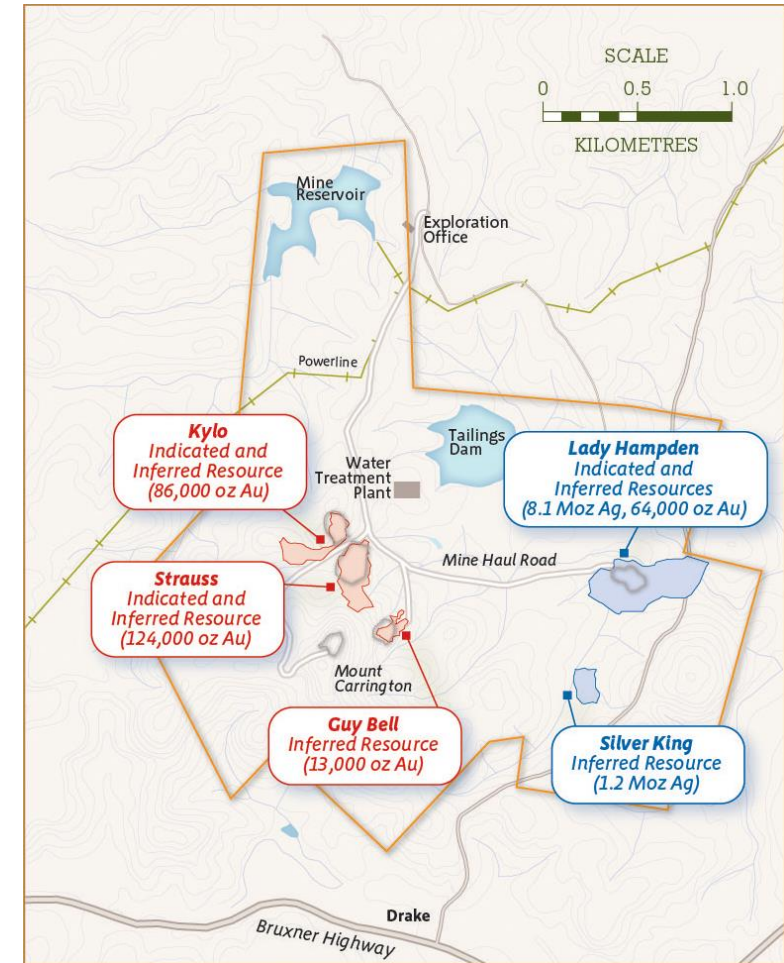 SCALE
0 0.5 1.0
KILOMETRES
Mine
Reservoir
Exploration
Office
Powerline
Kylo
Indicated and
Inferred Resource
(86,000 oz Au)
Water
Treatment
Plant
Tailings
Dam
Lady Hampden
Indicated and
Inferred Resources
(8.1 Moz Ag, 64,000 oz Au)
Mine Haul Road
Strauss
Indicated and
Inferred Resource
(124,000 oz Au)
Mount
Carrington
Guy Bell
Inferred Resource
(13,000 oz Au)
Silver King
Inferred Resource
(1.2 Moz Ag)
Drake
Bruxner Highway